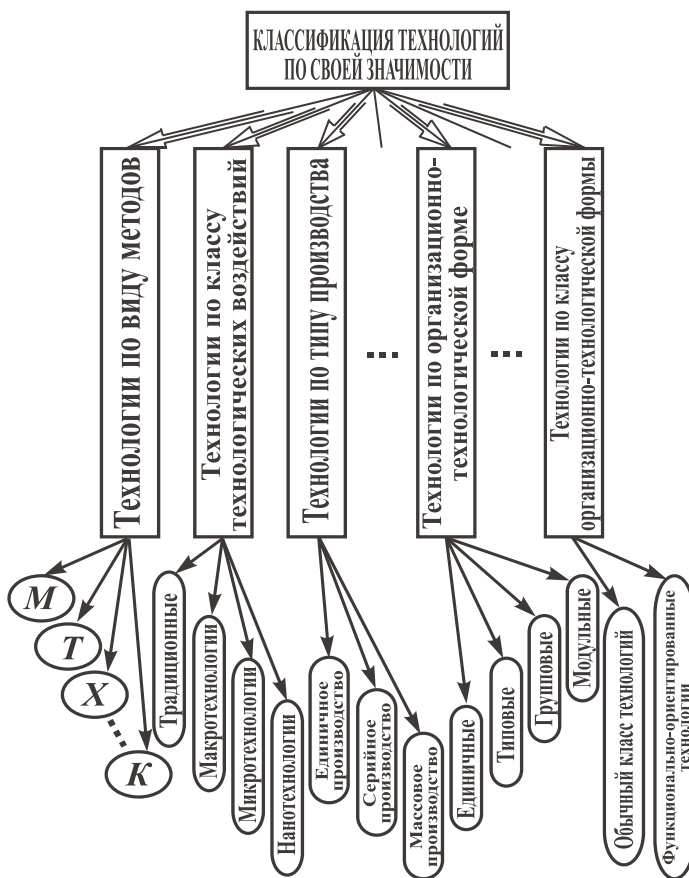 КЛАССИФИКАЦИЯ ТЕХНОЛОГИЙ
ПО СВОЕЙ ЗНАЧИМОСТИ
Технологии по виду методов
Технологии по классу
технологических воздействий
Технологии по типу производства
...
Технологии по организационно-
технологической форме
...
Технологии по классу
организационно-технологической формы
М
Т
Х
К
Традиционные
Макротехнологии
Микротехнологии
Нанотехнологии
Единичное
производство
Серийное
производство
Массовое
производство
Единичные
Типовые
Групповые
Модульные
Обычный класс технологий
Функционально-ориентированные
технологии